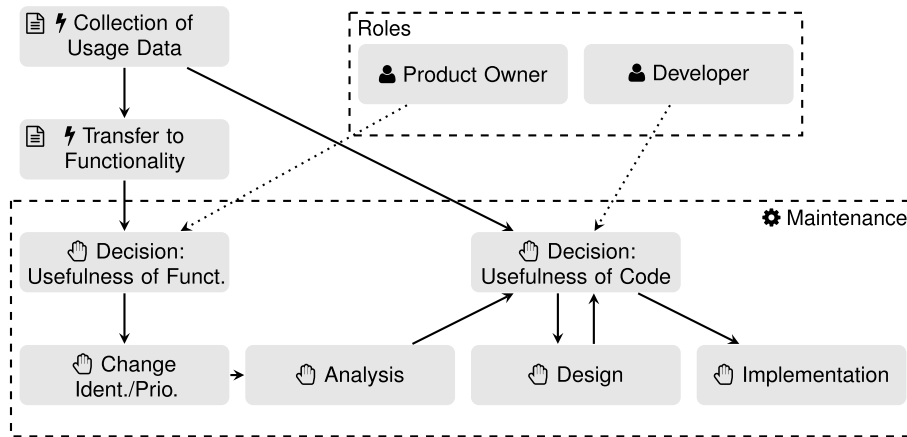 Collection of
Usage Data
Roles
Product Owner
Developer
Transfer to
Functionality
Maintenance
Decision:
Usefulness of Funct.
Decision:
Usefulness of Code
Change
Ident./Prio.
Analysis
Design
Implementation